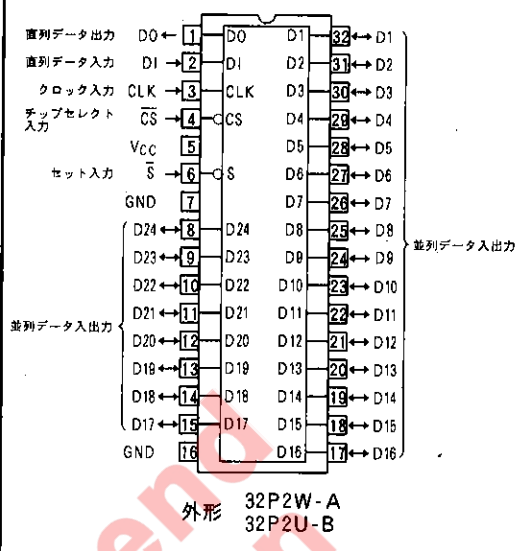 直列データ出力 DO ← 1 DO D1 32 ↔ D1
直列データ入力 DI → 2 DI D2 31 ↔ D2
クロック入力 CLK → 3 CLK D3 30 ↔ D3
チップセレクト入力 C̅S̅ → 4 CS D4 29 ↔ D4
VCC 5 D5 28 ↔ D5
セット入力 S̅ → 6 S D6 27 ↔ D6
GND 7 D7 26 ↔ D7
D24 ↔ 8 D24 D8 25 ↔ D8
D23 ↔ 9 D23 D9 24 ↔ D9
並列データ入出力
D22 ↔ 10 D22 D10 23 ↔ D10
D21 ↔ 11 D21 D11 22 ↔ D11
並列データ入出力
D20 ↔ 12 D20 D12 21 ↔ D12
D19 ↔ 13 D19 D13 20 ↔ D13
D18 ↔ 14 D18 D14 19 ↔ D14
D17 ↔ 15 D17 D15 18 ↔ D15
GND 16 D16 17 ↔ D16
外形 32P2W-A
32P2U-B